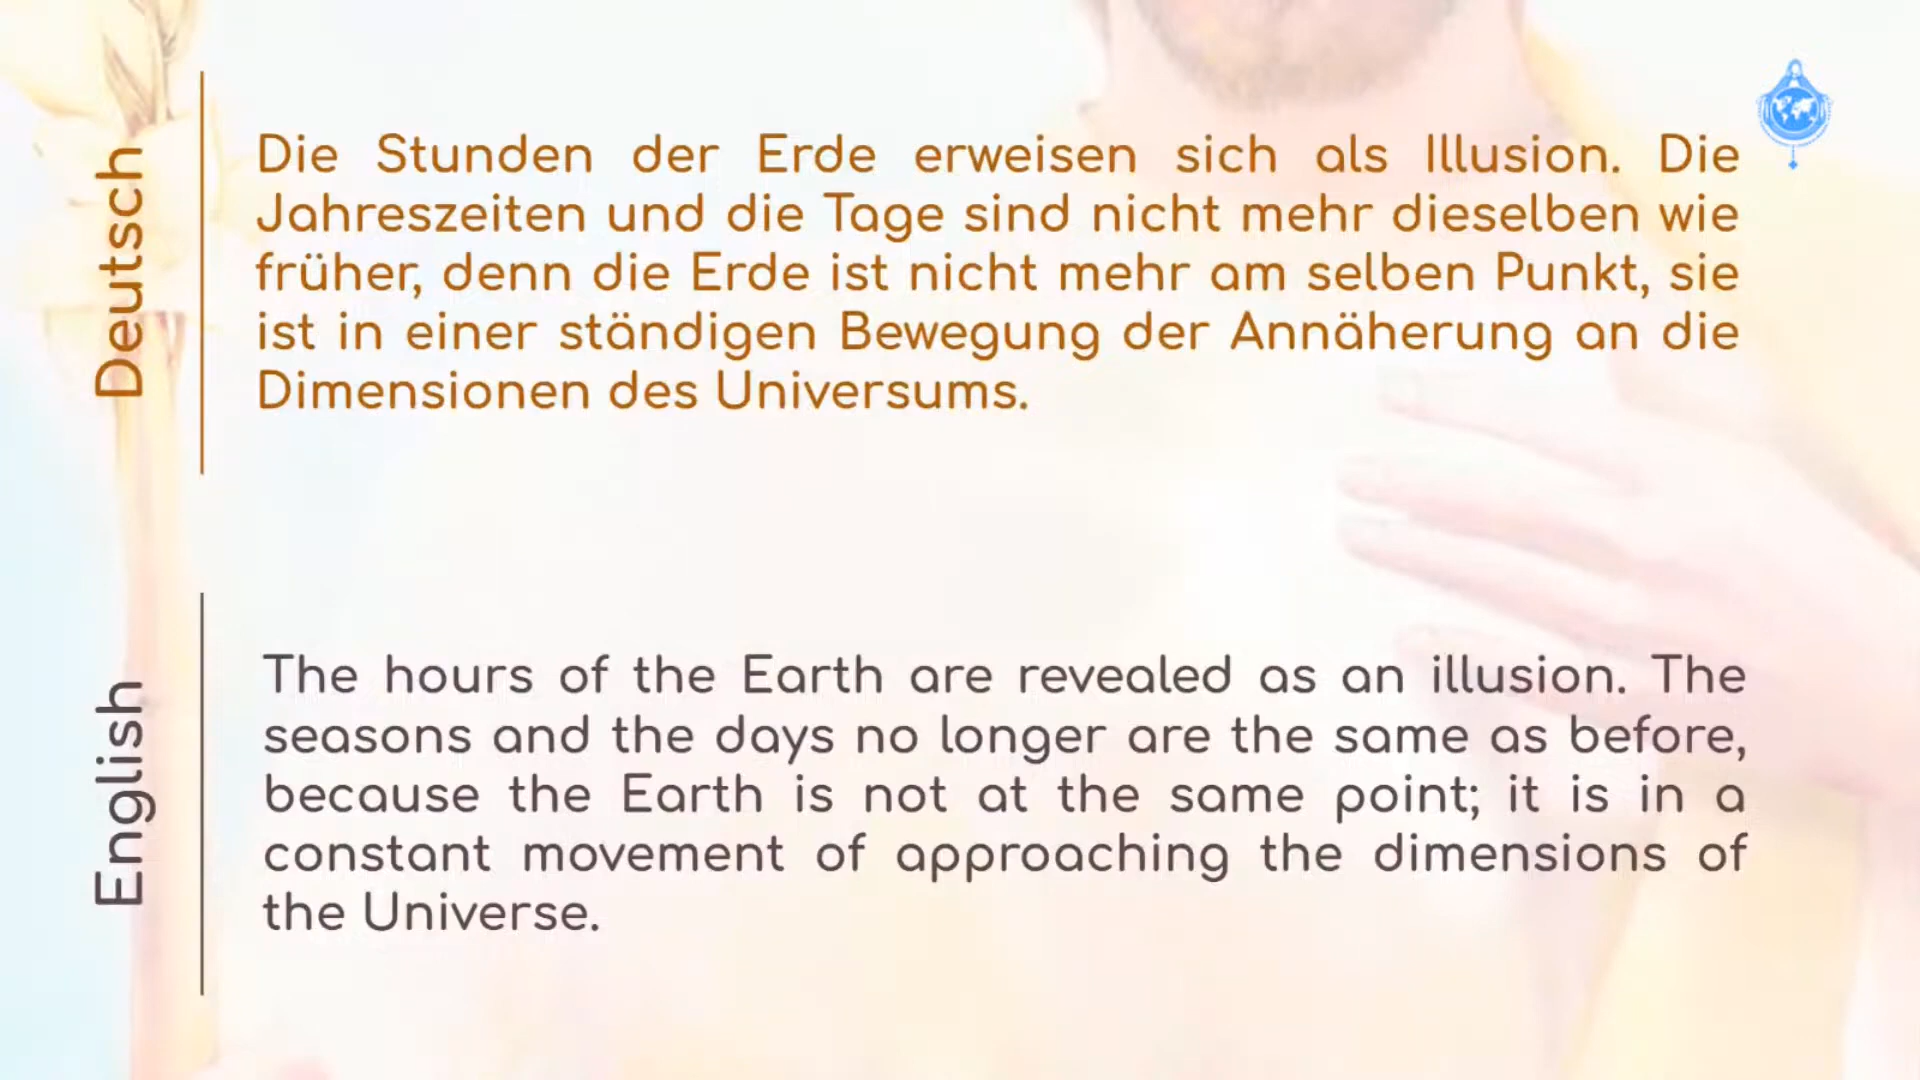 Deutsch
Die Stunden der Erde erweisen sich als Illusion. Die
Jahreszeiten und die Tage sind nicht mehr dieselben wie
früher, denn die Erde ist nicht mehr am selben Punkt, sie
ist in einer ständigen Bewegung der Annäherung an die
Dimensionen des Universums.
English
The hours of the Earth are revealed as an illusion. The
seasons and the days no longer are the same as before,
because the Earth is not at the same point; it is in a
constant movement of approaching the dimensions of
the Universe.